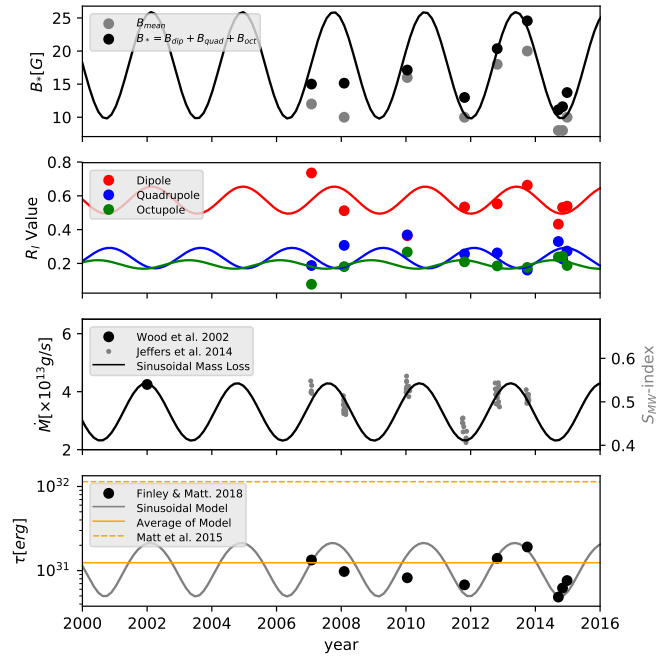 25
20
15
10
B*[G]
B_mean
B* = B_dip + B_quad + B_oct
0.8
0.6
0.4
0.2
R_l Value
Dipole
Quadrupole
Octupole
6
4
2
Ṁ[×10^13 g/s]
Wood et al. 2002
Jeffers et al. 2014
Sinusoidal Mass Loss
0.6
0.5
0.4
S_MW-index
10^32
10^31
τ[erg]
Finley & Matt. 2018
Sinusoidal Model
Average of Model
Matt et al. 2015
2000 2002 2004 2006 2008 2010 2012 2014 2016
year